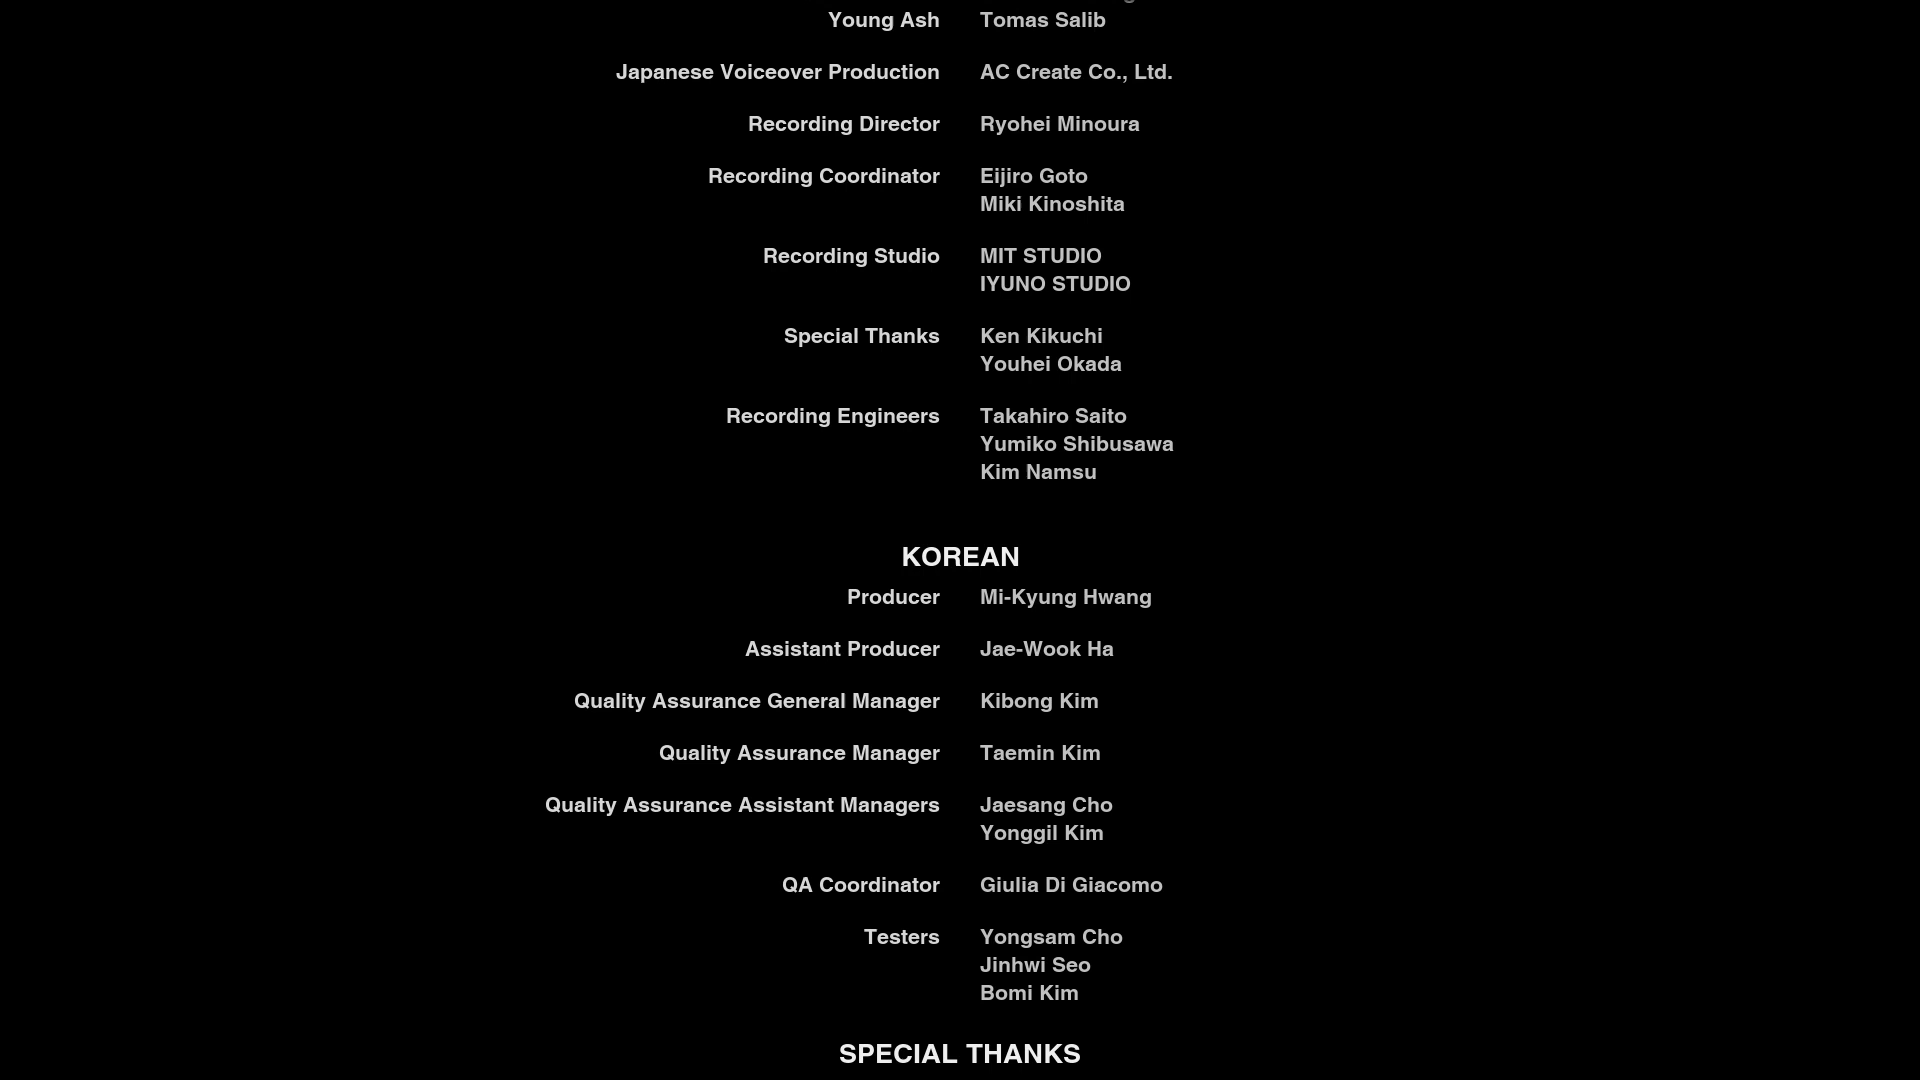 Young Ash Tomas Salib
Japanese Voiceover Production AC Create Co., Ltd.
Recording Director Ryohei Minoura
Recording Coordinator Eijiro Goto
Miki Kinoshita
Recording Studio MIT STUDIO
IYUNO STUDIO
Special Thanks Ken Kikuchi
Youhei Okada
Recording Engineers Takahiro Saito
Yumiko Shibusawa
Kim Namsu
KOREAN
Producer Mi-Kyung Hwang
Assistant Producer Jae-Wook Ha
Quality Assurance General Manager Kibong Kim
Quality Assurance Manager Taemin Kim
Quality Assurance Assistant Managers Jaesang Cho
Yonggil Kim
QA Coordinator Giulia Di Giacomo
Testers Yongsam Cho
Jinhwi Seo
Bomi Kim
SPECIAL THANKS